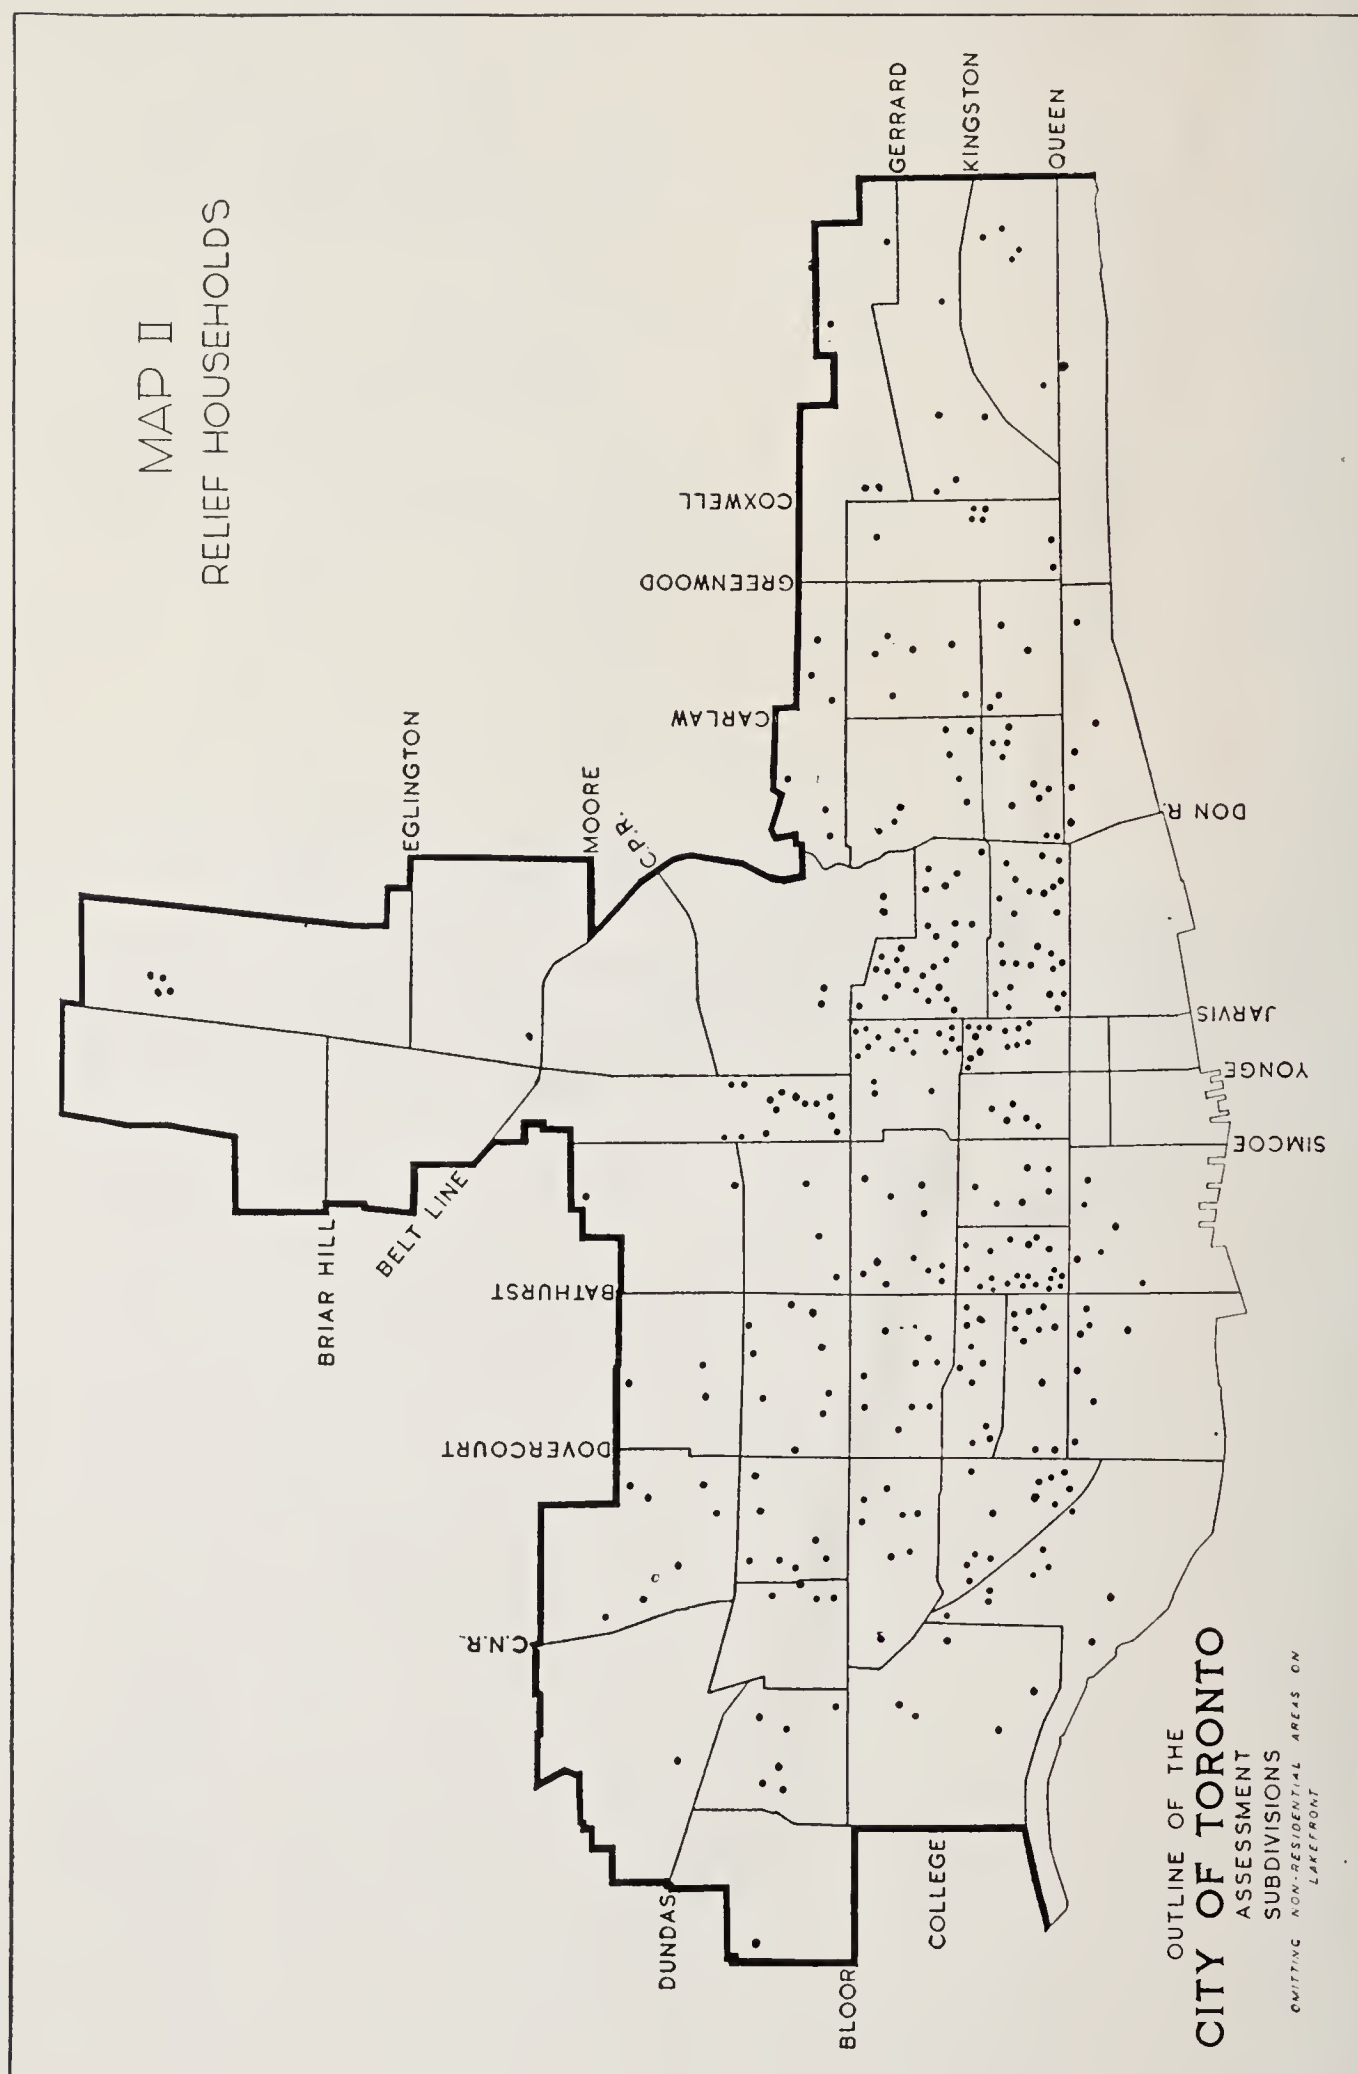 MAP II
RELIEF HOUSEHOLDS
BRIAR HILL
BELT LINE
EGLINGTON
MOORE
C.P.R.
BATHURST
DOVERCOURT
C.N.R.
DUNDAS
BLOOR
COLLEGE
CARLAW
GREENWOOD
COXWELL
GERRARD
KINGSTON
QUEEN
DON R.
JARVIS
YONGE
SIMCOE
OUTLINE OF THE
CITY OF TORONTO
ASSESSMENT
SUBDIVISIONS
OMITTING NON-RESIDENTIAL AREAS ON
LAKEFRONT